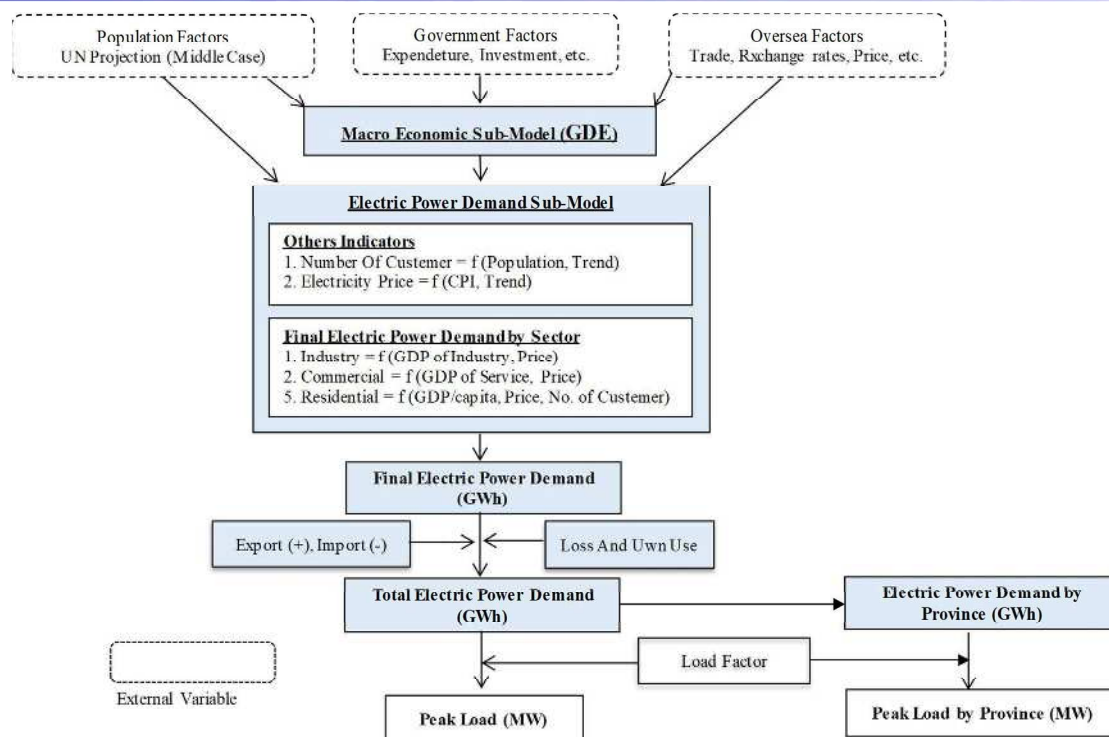 Population Factors
UN Projection (Middle Case)
Government Factors
Expendeture, Investment, etc.
Oversea Factors
Trade, Rxchange rates, Price, etc.
Macro Economic Sub-Model (GDE)
Electric Power Demand Sub-Model
Others Indicators
1. Number Of Custemer = f (Population, Trend)
2. Electricity Price = f (CPI, Trend)
Final Electric Power Demand by Sector
1. Industry = f (GDP of Industry, Price)
2. Commercial = f (GDP of Service, Price)
5. Residential = f (GDP/capita, Price, No. of Custemer)
Final Electric Power Demand
(GWh)
Export (+), Import (-)
Loss And Uwn Use
Total Electric Power Demand
(GWh)
Electric Power Demand by
Province (GWh)
Load Factor
External Variable
Peak Load (MW)
Peak Load by Province (MW)